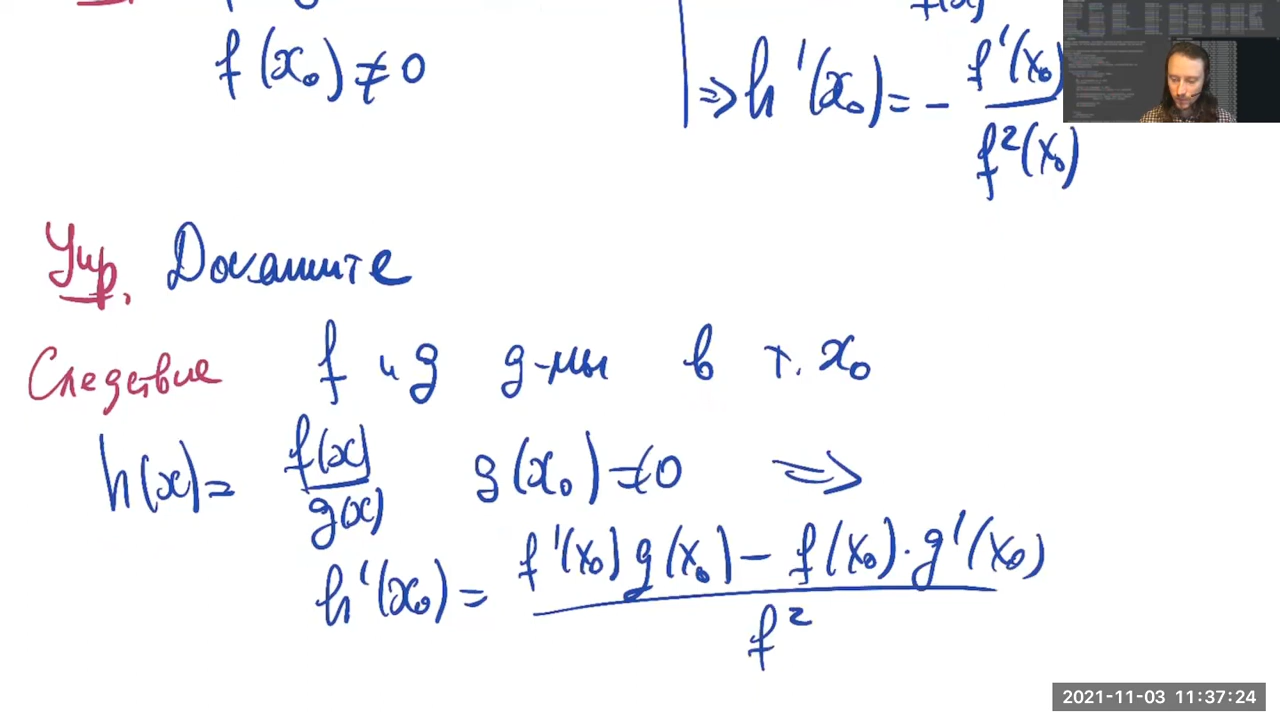 f(x)
f(x₀) ≠ 0
⇒ h'(x₀) = - f'(x₀) / f²(x₀)
Упр. Докажите
Следствие f и g д-мы в т. x₀
h(x) = f(x) / g(x) g(x₀) ≠ 0 ⇒
h'(x₀) = f'(x₀) g(x₀) - f(x₀) · g'(x₀) / f²
2021-11-03 11:37:24